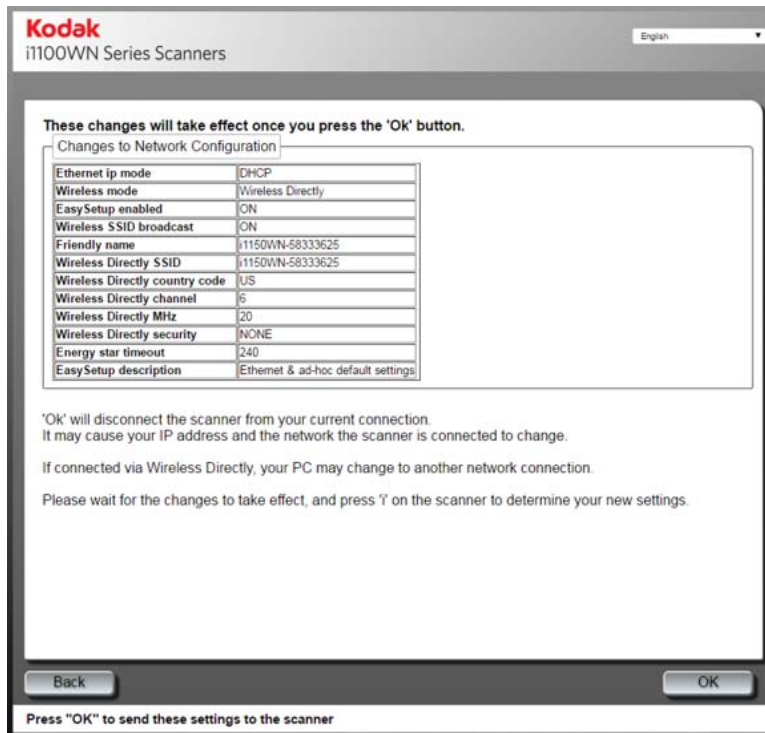 Kodak
i1100WN Series Scanners
English
These changes will take effect once you press the 'Ok' button.
Changes to Network Configuration
Ethernet ip mode DHCP
Wireless mode Wireless Directly
EasySetup enabled ON
Wireless SSID broadcast ON
Friendly name i1150WN-58333625
Wireless Directly SSID i1150WN-58333625
Wireless Directly country code US
Wireless Directly channel 6
Wireless Directly MHz 20
Wireless Directly security NONE
Energy star timeout 240
EasySetup description Ethernet & ad-hoc default settings
'Ok' will disconnect the scanner from your current connection.
It may cause your IP address and the network the scanner is connected to change.
If connected via Wireless Directly, your PC may change to another network connection.
Please wait for the changes to take effect, and press 'i' on the scanner to determine your new settings.
Back
OK
Press "OK" to send these settings to the scanner